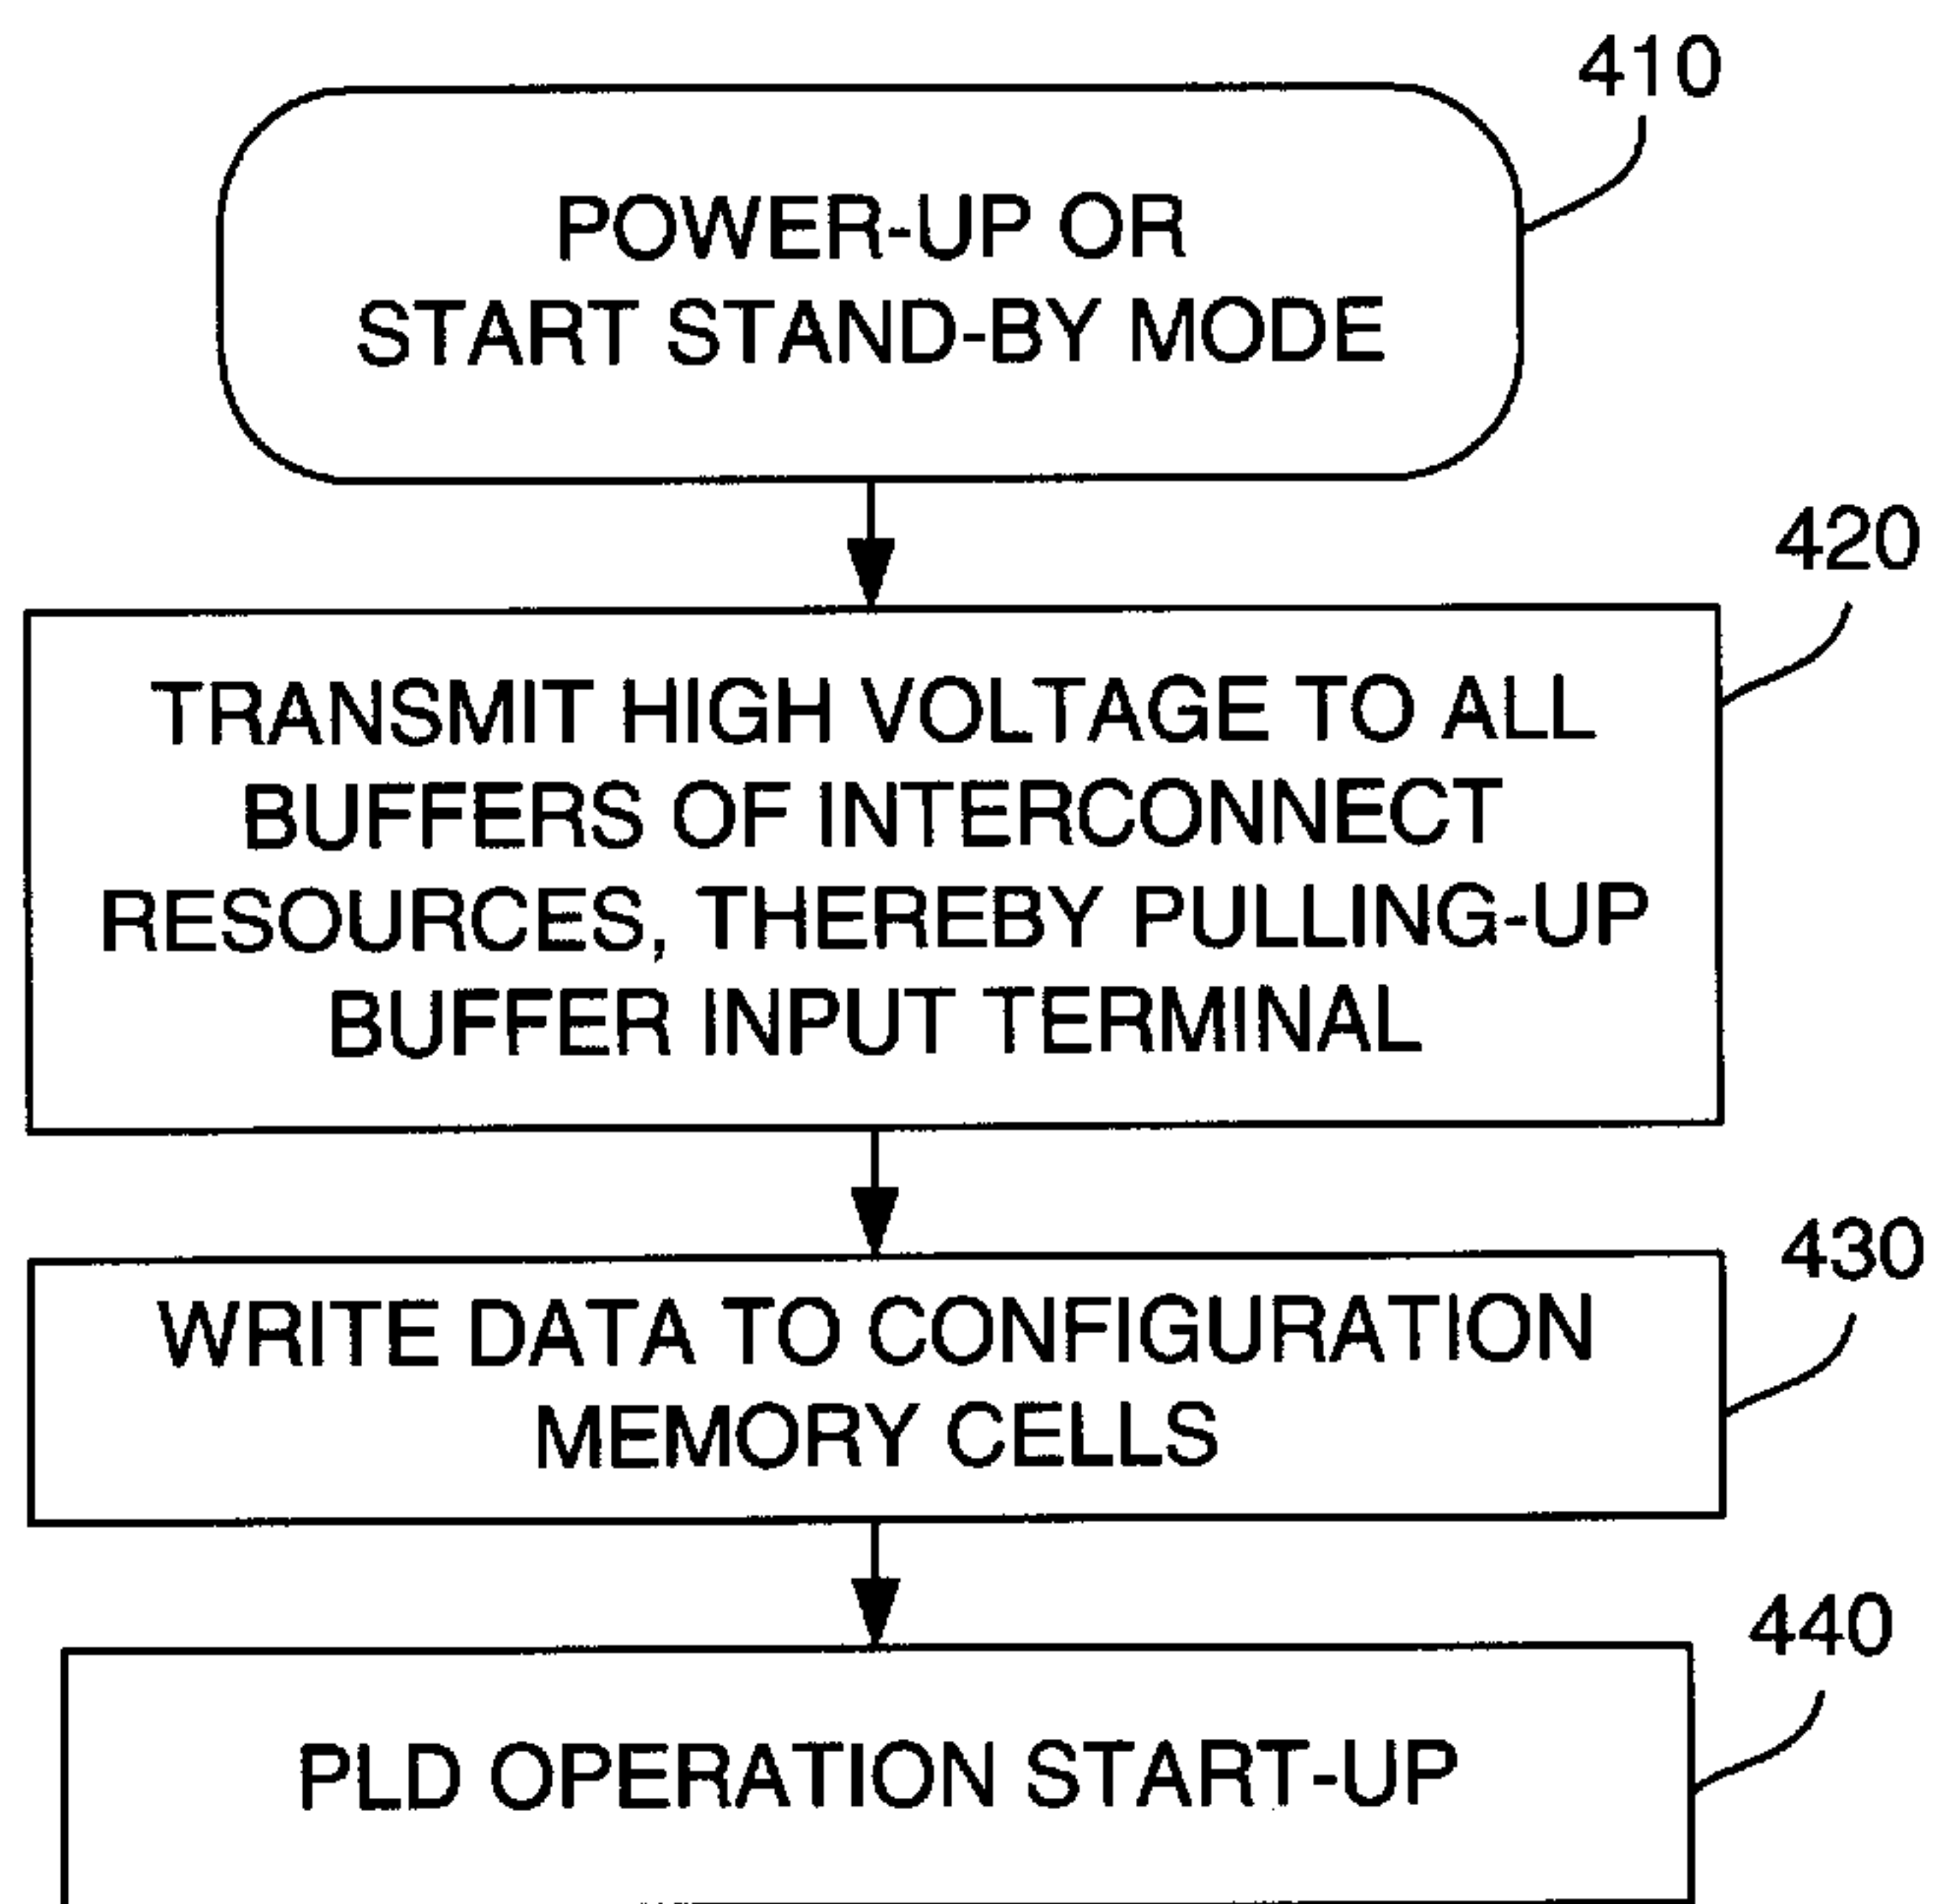 410
POWER-UP OR
START STAND-BY MODE
420
TRANSMIT HIGH VOLTAGE TO ALL
BUFFERS OF INTERCONNECT
RESOURCES, THEREBY PULLING-UP
BUFFER INPUT TERMINAL
430
WRITE DATA TO CONFIGURATION
MEMORY CELLS
440
PLD OPERATION START-UP